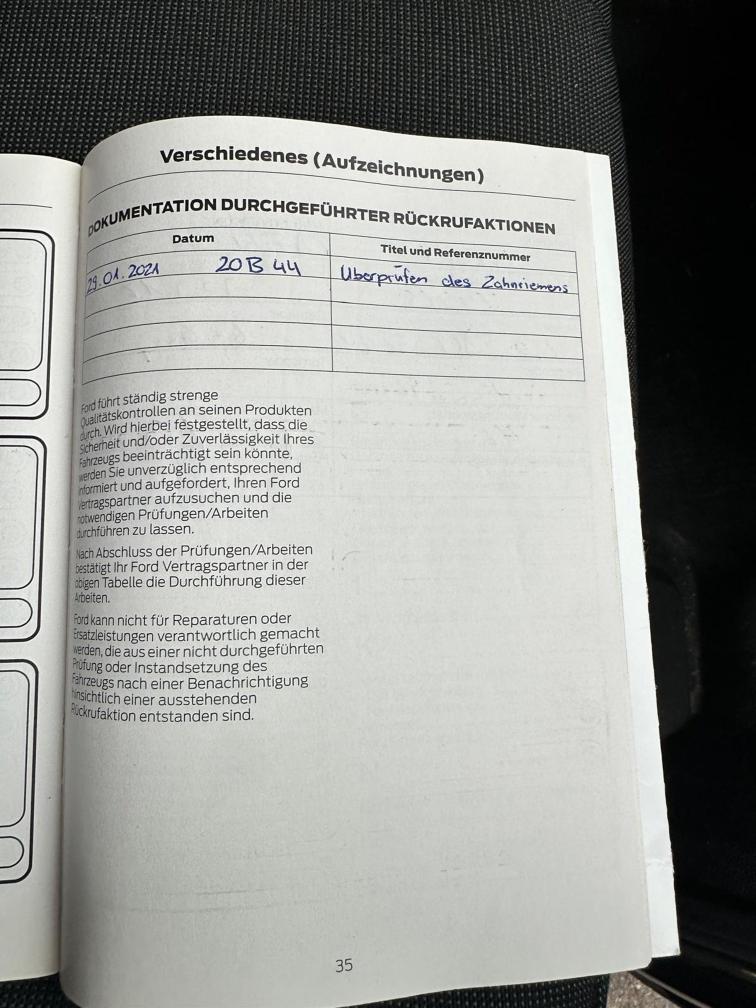 Verschiedenes (Aufzeichnungen)
DOKUMENTATION DURCHGEFÜHRTER RÜCKRUFAKTIONEN
Datum Titel und Referenznummer
29.01.2021 20B44 Überprüfen des Zahnriemens
Ford führt ständig strenge
Qualitätskontrollen an seinen Produkten
durch. Wird hierbei festgestellt, dass die
Sicherheit und/oder Zuverlässigkeit Ihres
Fahrzeugs beeinträchtigt sein könnte,
werden Sie unverzüglich entsprechend
informiert und aufgefordert, Ihren Ford
Vertragspartner aufzusuchen und die
notwendigen Prüfungen/Arbeiten
durchführen zu lassen.
Nach Abschluss der Prüfungen/Arbeiten
bestätigt Ihr Ford Vertragspartner in der
obigen Tabelle die Durchführung dieser
Arbeiten.
Ford kann nicht für Reparaturen oder
Ersatzleistungen verantwortlich gemacht
werden, die aus einer nicht durchgeführten
Prüfung oder Instandsetzung des
Fahrzeugs nach einer Benachrichtigung
hinsichtlich einer ausstehenden
Rückrufaktion entstanden sind.
35